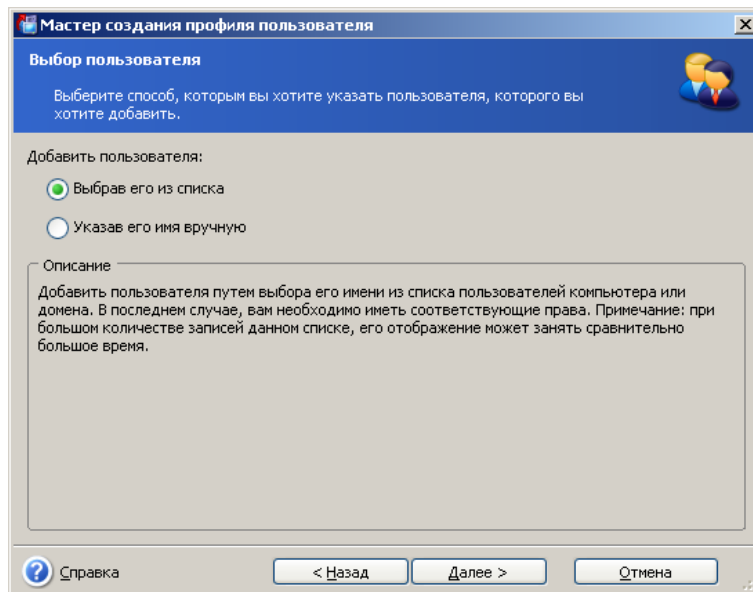 Мастер создания профиля пользователя
Выбор пользователя
Выберите способ, которым вы хотите указать пользователя, которого вы
хотите добавить.
Добавить пользователя:
Выбрав его из списка
Указав его имя вручную
Описание
Добавить пользователя путем выбора его имени из списка пользователей компьютера или
домена. В последнем случае, вам необходимо иметь соответствующие права. Примечание: при
большом количестве записей данном списке, его отображение может занять сравнительно
большое время.
Справка
< Назад
Далее >
Отмена